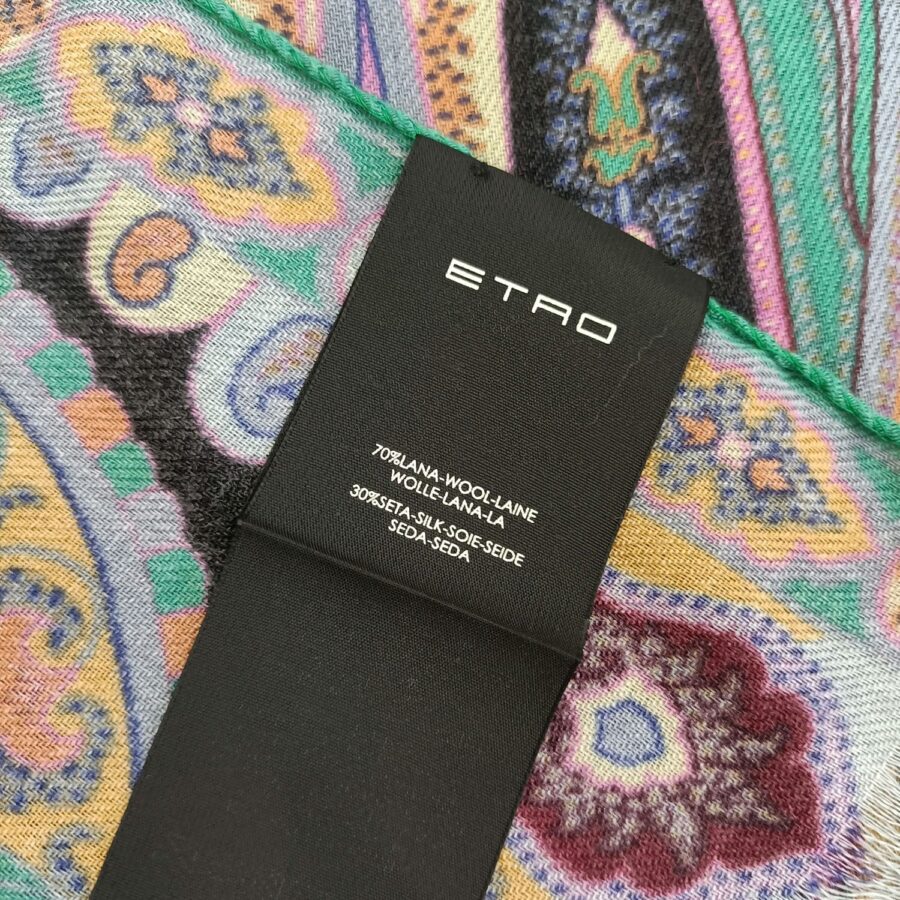 ETRO
70%LANA-WOOL-LAINE
WOLLE-LANA-LA
30%SETA-SILK-SOIE-SEIDE
SEDA-SEDA